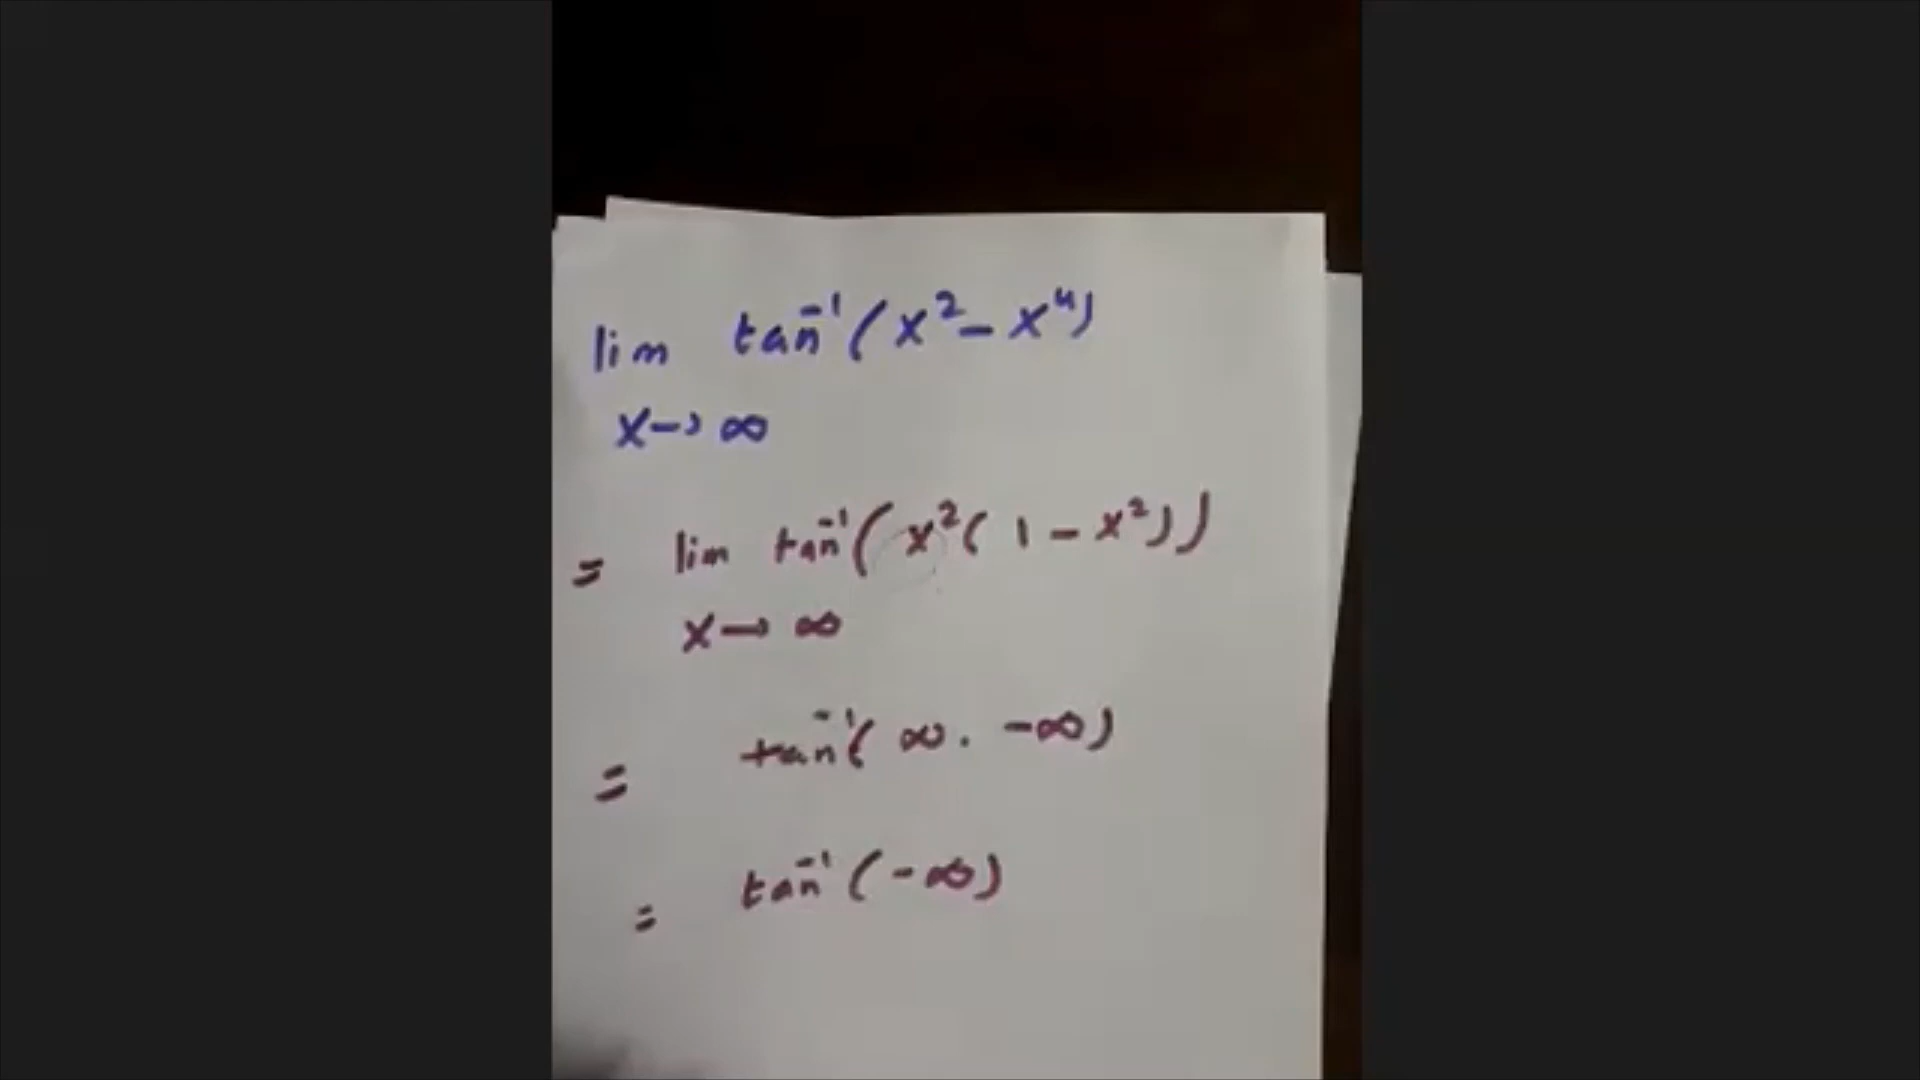 lim tan⁻¹(x² - x⁴)
x→∞
= lim tan⁻¹(x²(1 - x²))
x→∞
= tan⁻¹(∞ . -∞)
= tan⁻¹(-∞)